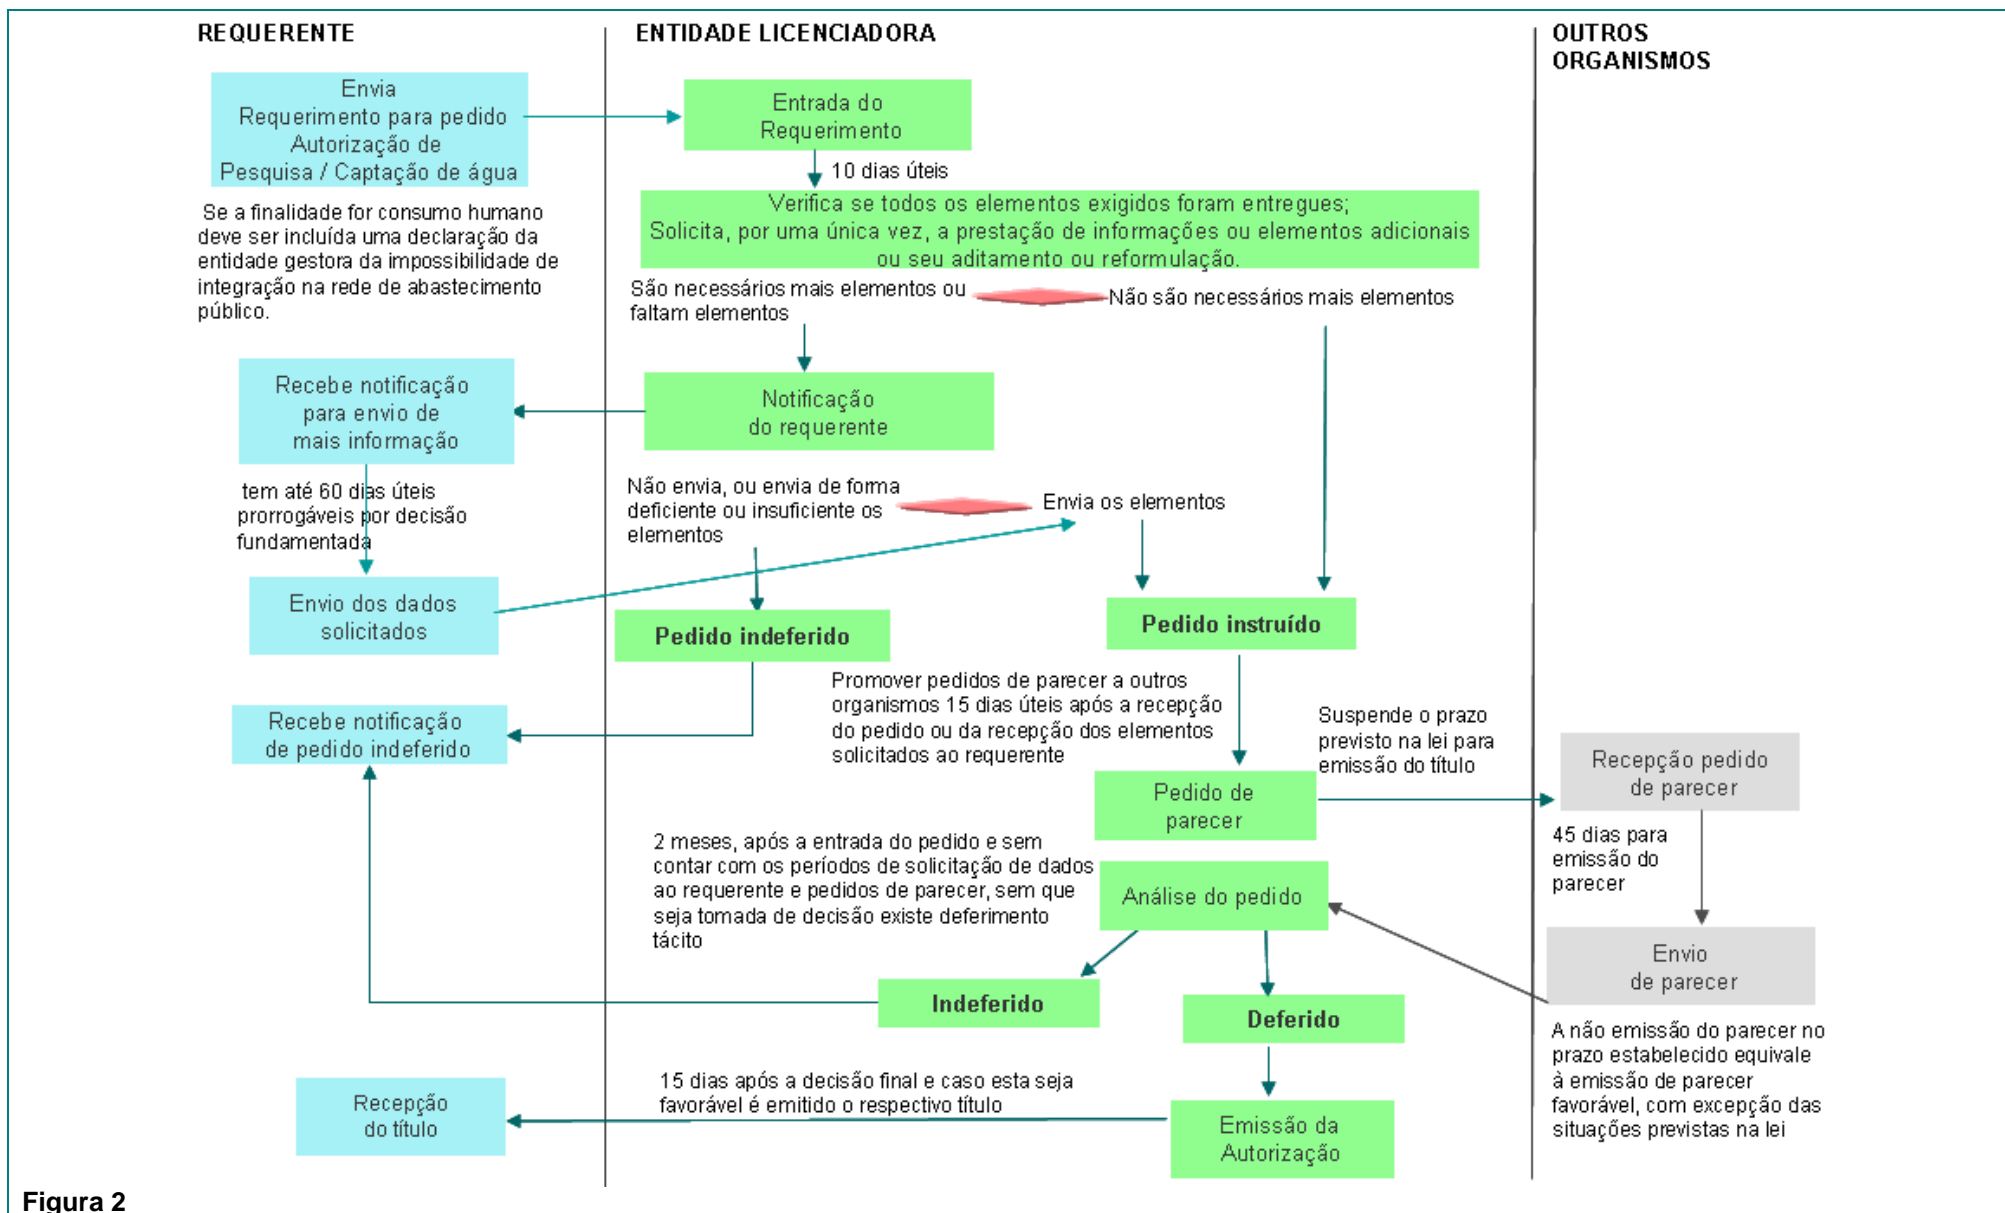 REQUERENTE
ENTIDADE LICENCIADORA
OUTROS
ORGANISMOS
Envia
Requerimento para pedido
Autorização de
Pesquisa / Captação de água
Entrada do
Requerimento
10 dias úteis
Se a finalidade for consumo humano
deve ser incluída uma declaração da
entidade gestora da impossibilidade de
integração na rede de abastecimento
público.
Verifica se todos os elementos exigidos foram entregues;
Solicita, por uma única vez, a prestação de informações ou elementos adicionais
ou seu aditamento ou reformulação.
São necessários mais elementos ou
faltam elementos
Não são necessários mais elementos
Recebe notificação
para envio de
mais informação
Notificação
do requerente
tem até 60 dias úteis
prorrogáveis por decisão
fundamentada
Não envia, ou envia de forma
deficiente ou insuficiente os
elementos
Envia os elementos
Envio dos dados
solicitados
Pedido indeferido
Pedido instruído
Recebe notificação
de pedido indeferido
Promover pedidos de parecer a outros
organismos 15 dias úteis após a recepção
do pedido ou da recepção dos elementos
solicitados ao requerente
Suspende o prazo
previsto na lei para
emissão do título
Recepção pedido
de parecer
Pedido de
parecer
45 dias para
emissão do
parecer
2 meses, após a entrada do pedido e sem
contar com os períodos de solicitação de dados
ao requerente e pedidos de parecer, sem que
seja tomada de decisão existe deferimento
tácito
Análise do pedido
Envio
de parecer
Indeferido
Deferido
A não emissão do parecer no
prazo estabelecido equivale
à emissão de parecer
favorável, com excepção das
situações previstas na lei
15 dias após a decisão final e caso esta seja
favorável é emitido o respectivo título
Recepção
do título
Emissão da
Autorização
Figura 2